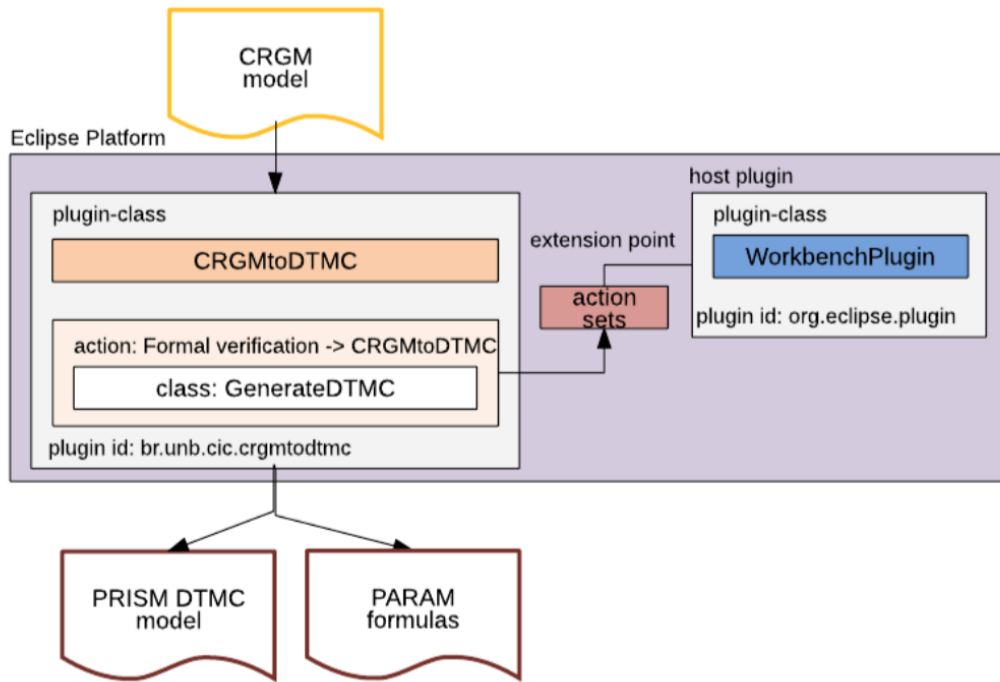 CRGM
model
Eclipse Platform
host plugin
plugin-class
CRGMtoDTMC
extension point
plugin-class
WorkbenchPlugin
action
sets
plugin id: org.eclipse.plugin
action: Formal verification -> CRGMtoDTMC
class: GenerateDTMC
plugin id: br.unb.cic.crgmtodtmc
PRISM DTMC
model
PARAM
formulas